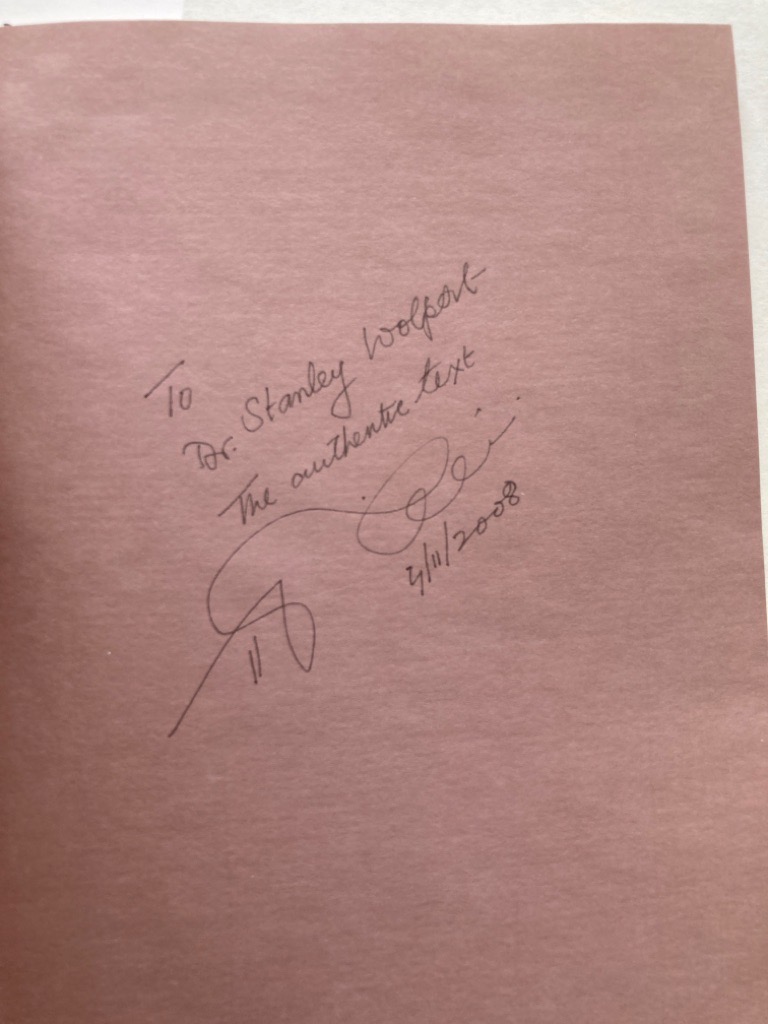 To
Dr. Stanley Wolpert
The authentic text
4/11/2008